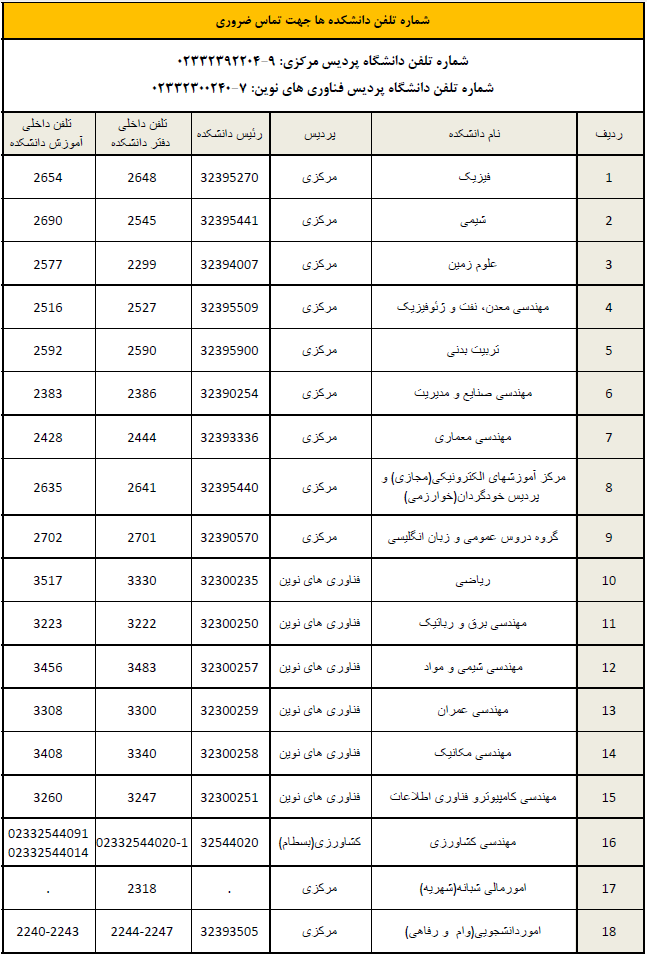 شماره تلفن دانشکده ها جهت تماس ضروری
شماره تلفن دانشگاه پردیس مرکزی: ۹-۰۲۳۳۲۳۹۲۲۰۴
شماره تلفن دانشگاه پردیس فناوری های نوین: ۷-۰۲۳۳۲۳۰۰۲۴۰
ردیف نام دانشکده پردیس رئیس دانشکده تلفن داخلی دفتر دانشکده تلفن داخلی آموزش دانشکده
1 فیزیک مرکزی 32395270 2648 2654
2 شیمی مرکزی 32395441 2545 2690
3 علوم زمین مرکزی 32394007 2299 2577
4 مهندسی معدن، نفت و ژئوفیزیک مرکزی 32395509 2527 2516
5 تربیت بدنی مرکزی 32395900 2590 2592
6 مهندسی صنایع و مدیریت مرکزی 32390254 2386 2383
7 مهندسی معماری مرکزی 32393336 2444 2428
8 مرکز آموزشهای الکترونیکی(مجازی) و پردیس خودگردان(خوارزمی) مرکزی 32395440 2641 2635
9 گروه دروس عمومی و زبان انگلیسی مرکزی 32390570 2701 2702
10 ریاضی فناوری های نوین 32300235 3330 3517
11 مهندسی برق و رباتیک فناوری های نوین 32300250 3222 3223
12 مهندسی شیمی و مواد فناوری های نوین 32300257 3483 3456
13 مهندسی عمران فناوری های نوین 32300259 3300 3308
14 مهندسی مکانیک فناوری های نوین 32300258 3340 3408
15 مهندسی کامپیوترو فناوری اطلاعات فناوری های نوین 32300251 3247 3260
16 مهندسی کشاورزی کشاورزی(بسطام) 32544020 02332544020-1 02332544091 02332544014
17 امورمالی شبانه(شهریه) مرکزی . 2318 .
18 اموردانشجویی(وام و رفاهی) مرکزی 32393505 2244-2247 2240-2243